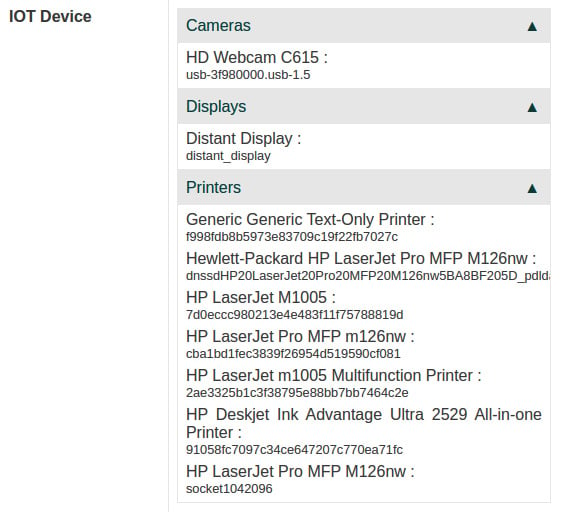 IOT Device
Cameras ▲
HD Webcam C615 :
usb-3f980000.usb-1.5
Displays ▲
Distant Display :
distant_display
Printers ▲
Generic Generic Text-Only Printer :
f998fdb8b5973e83709c19f22fb7027c
Hewlett-Packard HP LaserJet Pro MFP M126nw :
dnssdHP20LaserJet20Pro20MFP20M126nw5BA8BF205D_pdlda
HP LaserJet M1005 :
7d0eccc980213e4e483f11f75788819d
HP LaserJet Pro MFP m126nw :
cba1bd1fec3839f26954d519590cf081
HP LaserJet m1005 Multifunction Printer :
2ae3325b1c3f38795e88bb7bb7464c2e
HP Deskjet Ink Advantage Ultra 2529 All-in-one
Printer :
91058fc7097c34ce647207c770ea71fc
HP LaserJet Pro MFP M126nw :
socket1042096